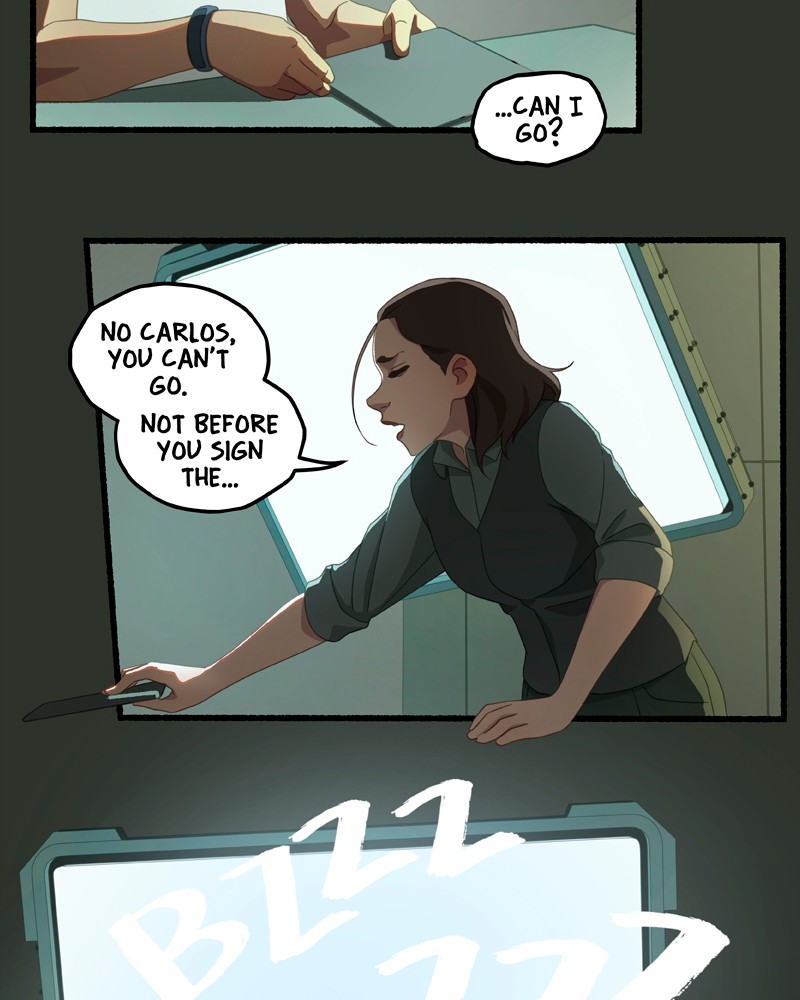 ...CAN I
GO?
NO CARLOS,
YOU CAN'T
GO.
NOT BEFORE
YOU SIGN
THE...
BZZZ
ZZZ